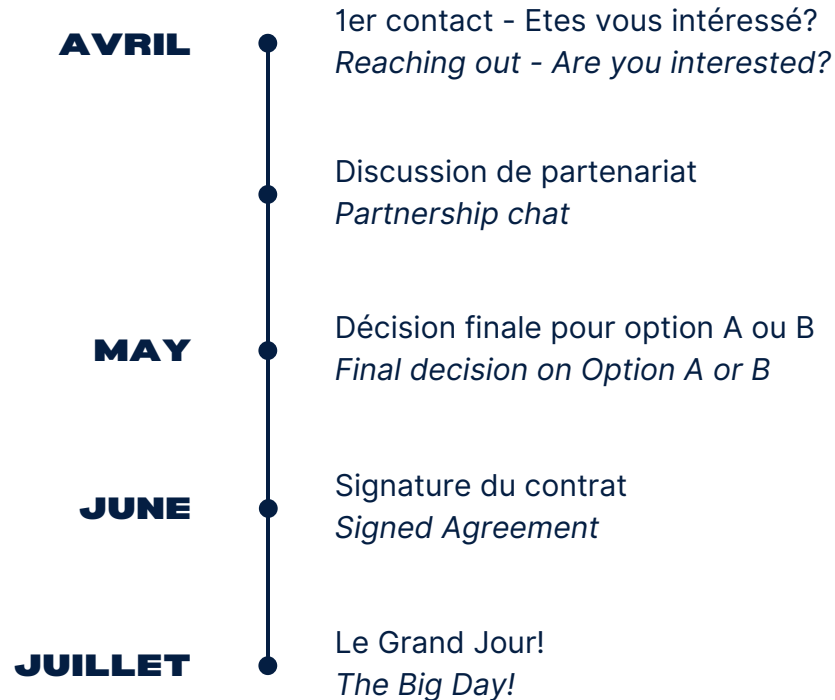 AVRIL
1er contact - Etes vous intéressé?
Reaching out - Are you interested?
Discussion de partenariat
Partnership chat
MAY
Décision finale pour option A ou B
Final decision on Option A or B
JUNE
Signature du contrat
Signed Agreement
JUILLET
Le Grand Jour!
The Big Day!